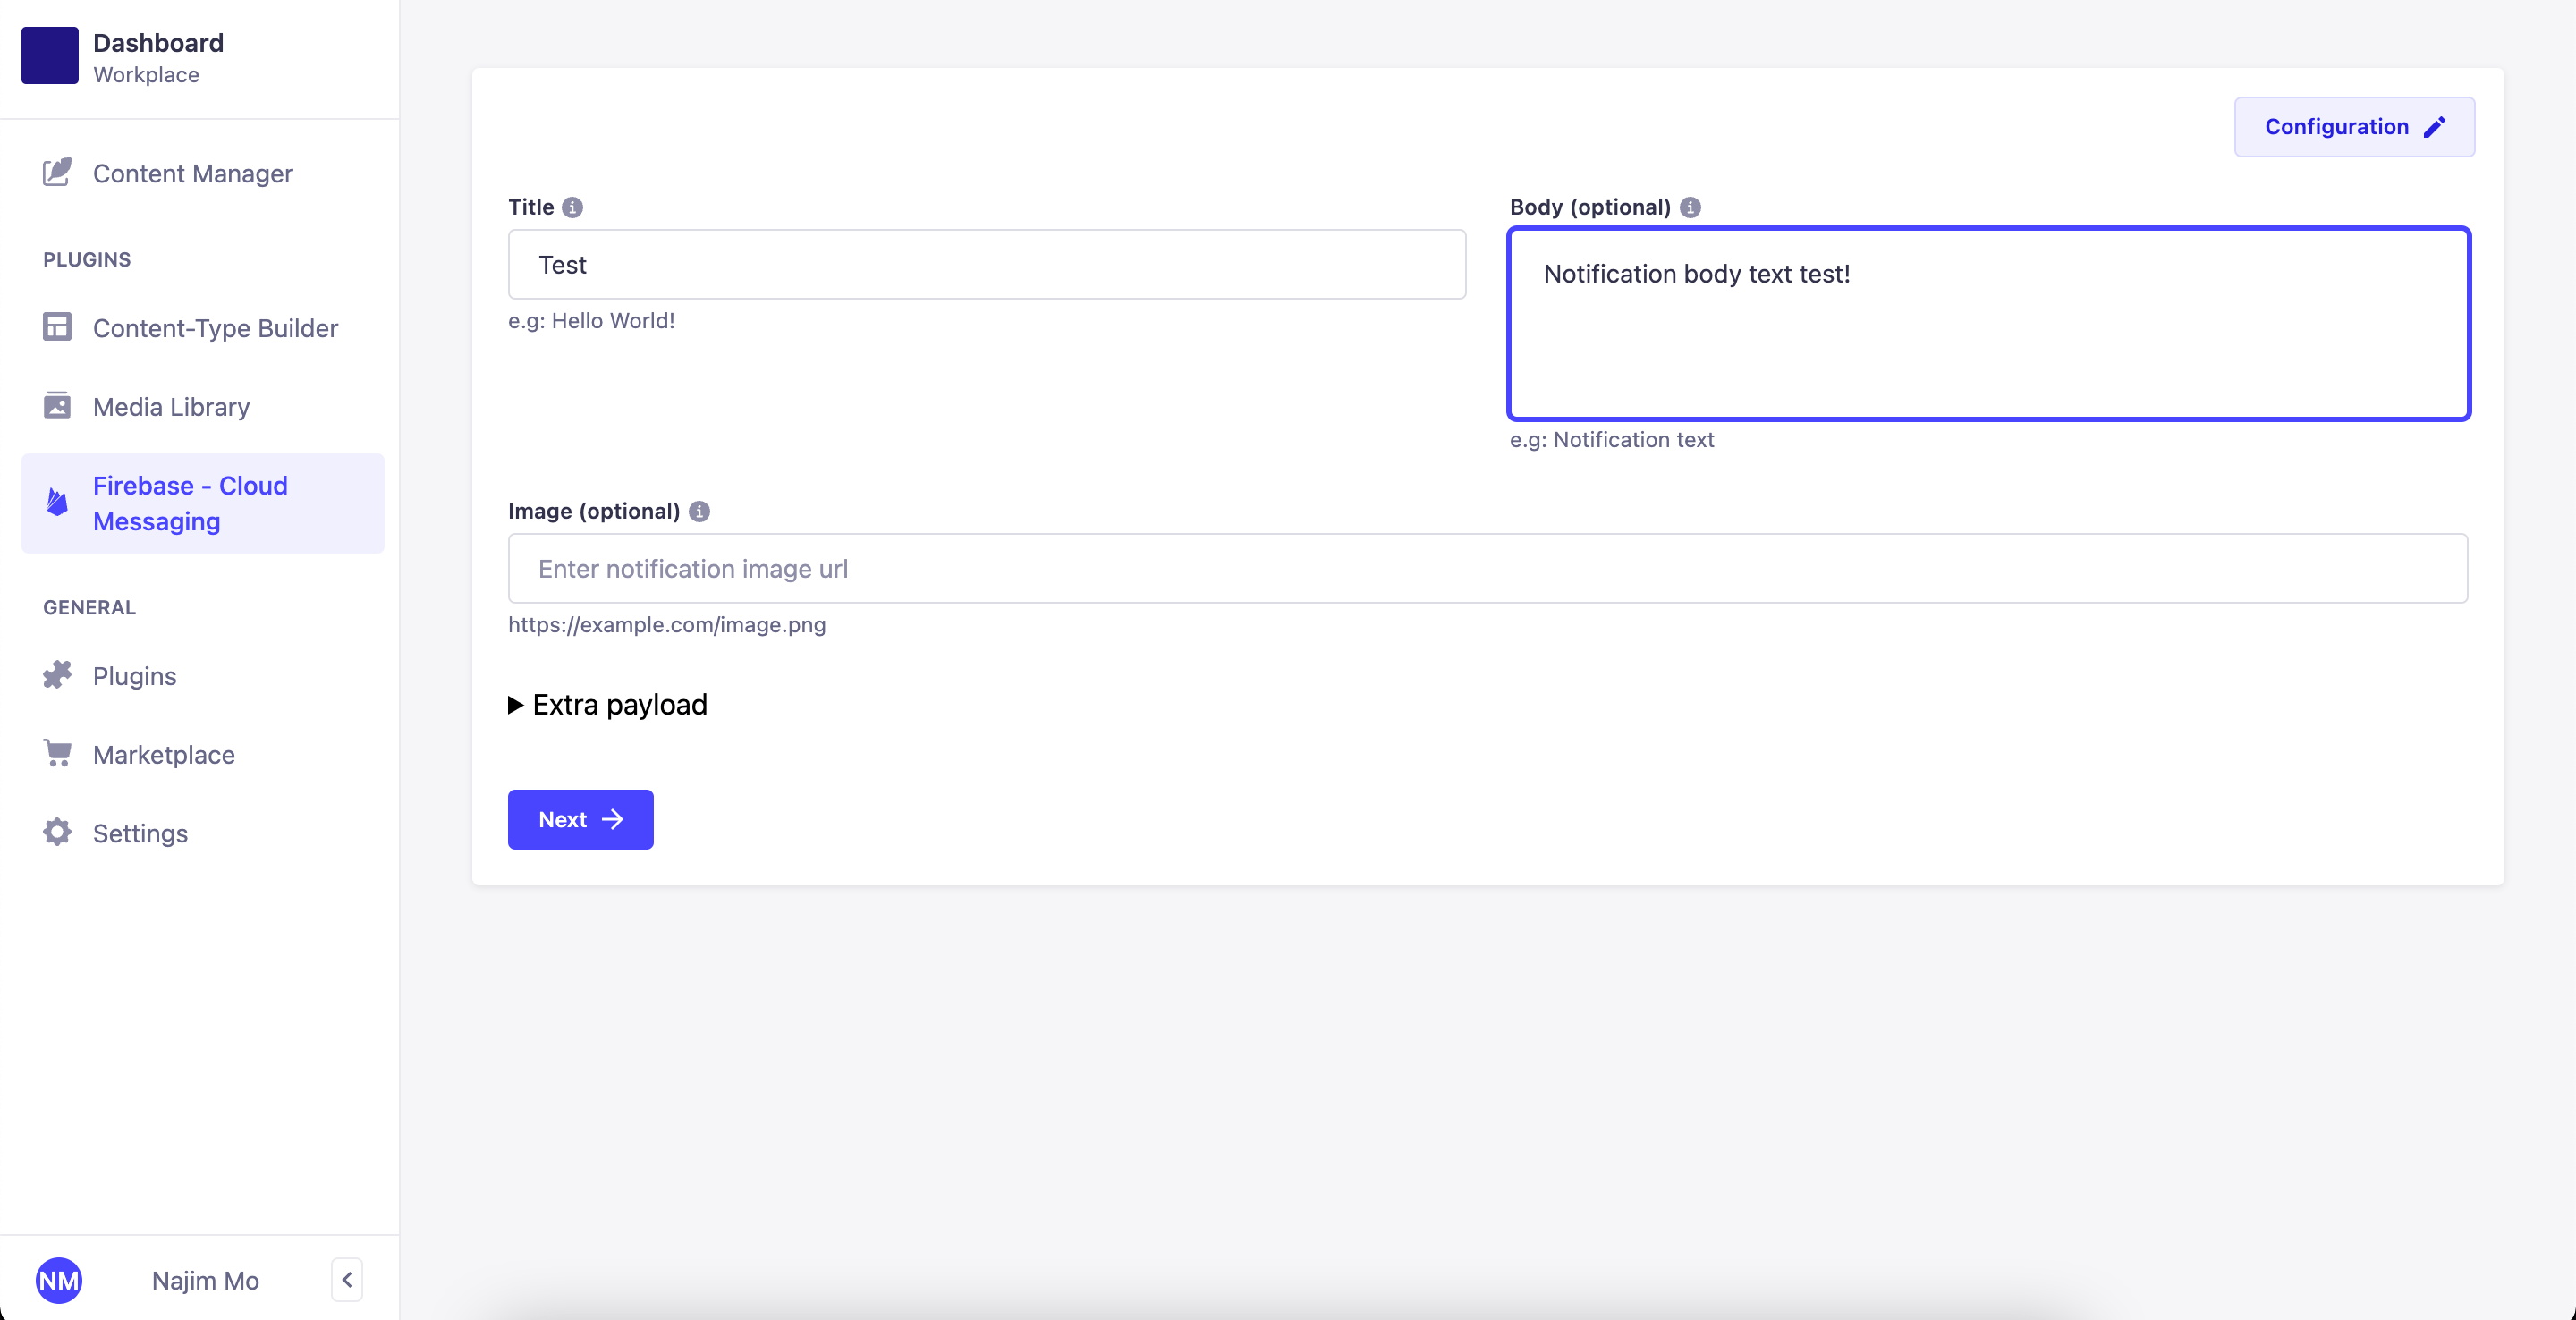 Dashboard
Workplace
Content Manager
PLUGINS
Content-Type Builder
Media Library
Firebase - Cloud
Messaging
GENERAL
Plugins
Marketplace
Settings
NM
Najim Mo
Configuration
Title
Test
e.g: Hello World!
Body (optional)
Notification body text test!
e.g: Notification text
Image (optional)
Enter notification image url
https://example.com/image.png
Extra payload
Next